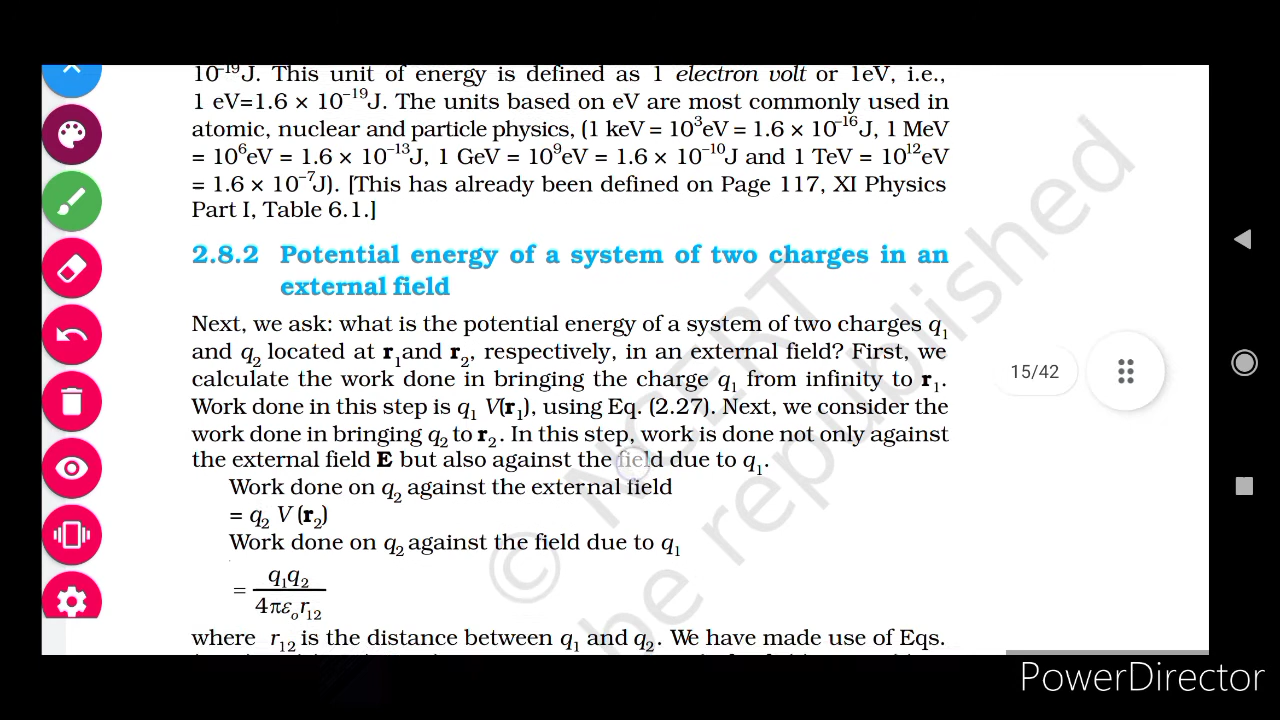 10⁻¹⁹J. This unit of energy is defined as 1 electron volt or 1eV, i.e.,
1 eV=1.6 × 10⁻¹⁹J. The units based on eV are most commonly used in
atomic, nuclear and particle physics, (1 keV = 10³eV = 1.6 × 10⁻¹⁶J, 1 MeV
= 10⁶eV = 1.6 × 10⁻¹³J, 1 GeV = 10⁹eV = 1.6 × 10⁻¹⁰J and 1 TeV = 10¹²eV
= 1.6 × 10⁻⁷J). [This has already been defined on Page 117, XI Physics
Part I, Table 6.1.]
2.8.2 Potential energy of a system of two charges in an
external field
Next, we ask: what is the potential energy of a system of two charges q₁
and q₂ located at r₁and r₂, respectively, in an external field? First, we
calculate the work done in bringing the charge q₁ from infinity to r₁.
Work done in this step is q₁ V(r₁), using Eq. (2.27). Next, we consider the
work done in bringing q₂ to r₂. In this step, work is done not only against
the external field E but also against the field due to q₁.
Work done on q₂ against the external field
= q₂ V (r₂)
Work done on q₂ against the field due to q₁
= q₁q₂ / 4πε₀r₁₂
where r₁₂ is the distance between q₁ and q₂. We have made use of Eqs.
15/42
© NCERT
be republished
PowerDirector